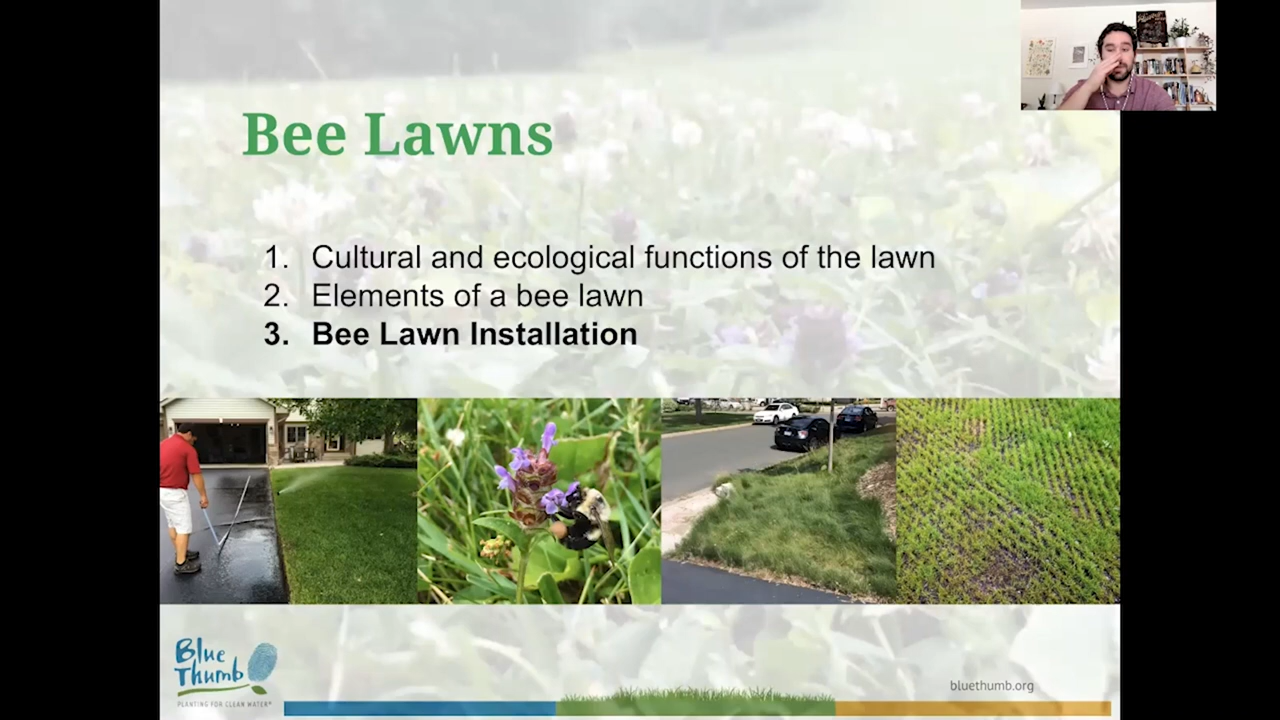 Bee Lawns
1. Cultural and ecological functions of the lawn
2. Elements of a bee lawn
3. Bee Lawn Installation
Blue
Thumb
PLANTING FOR CLEAN WATER®
bluethumb.org